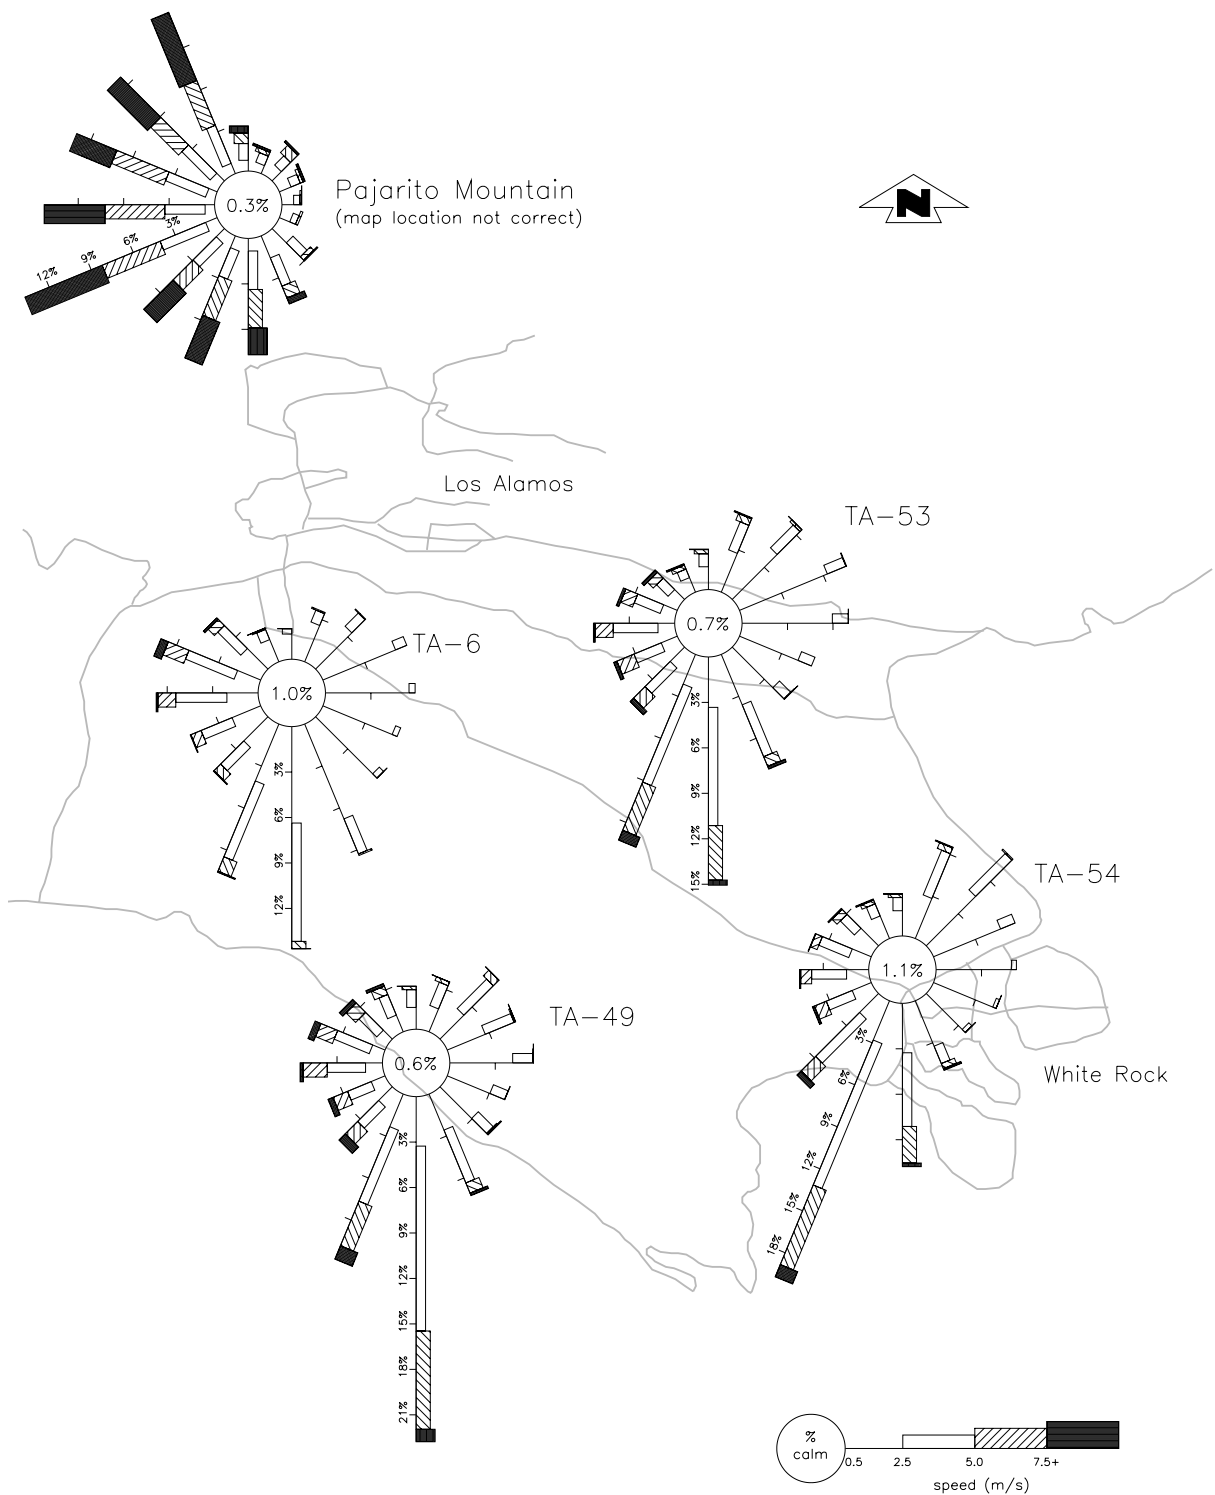 0.3%
3%
6%
9%
12%
Pajarito Mountain
(map location not correct)
N
Los Alamos
TA-53
0.7%
3%
6%
9%
12%
15%
TA-6
1.0%
3%
6%
9%
12%
TA-54
1.1%
3%
6%
9%
12%
15%
18%
White Rock
TA-49
0.6%
3%
6%
9%
12%
15%
18%
21%
%
calm
0.5 2.5 5.0 7.5+
speed (m/s)